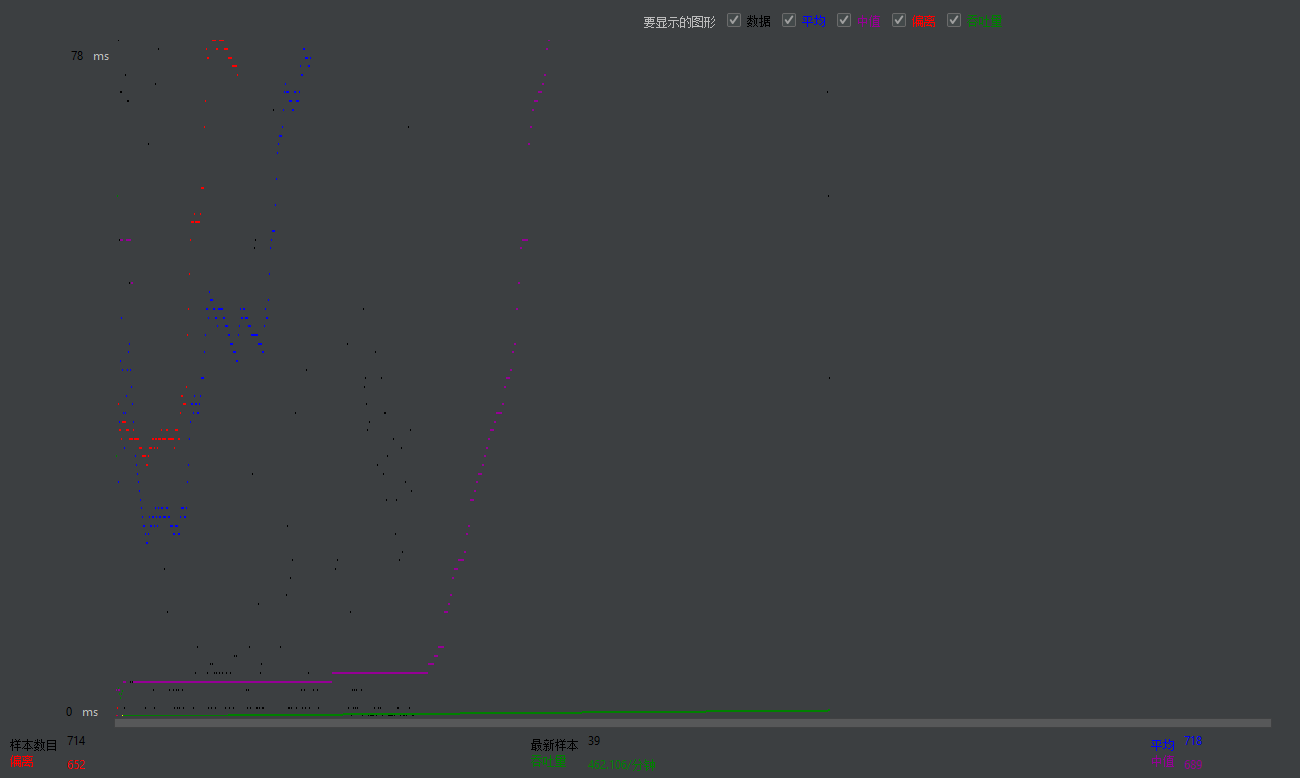 要显示的图形 数据 平均 中值 偏离 吞吐量
78 ms
0 ms
样本数目 714 最新样本 39 平均 718
偏离 652 吞吐量 462.106/分钟 中值 889